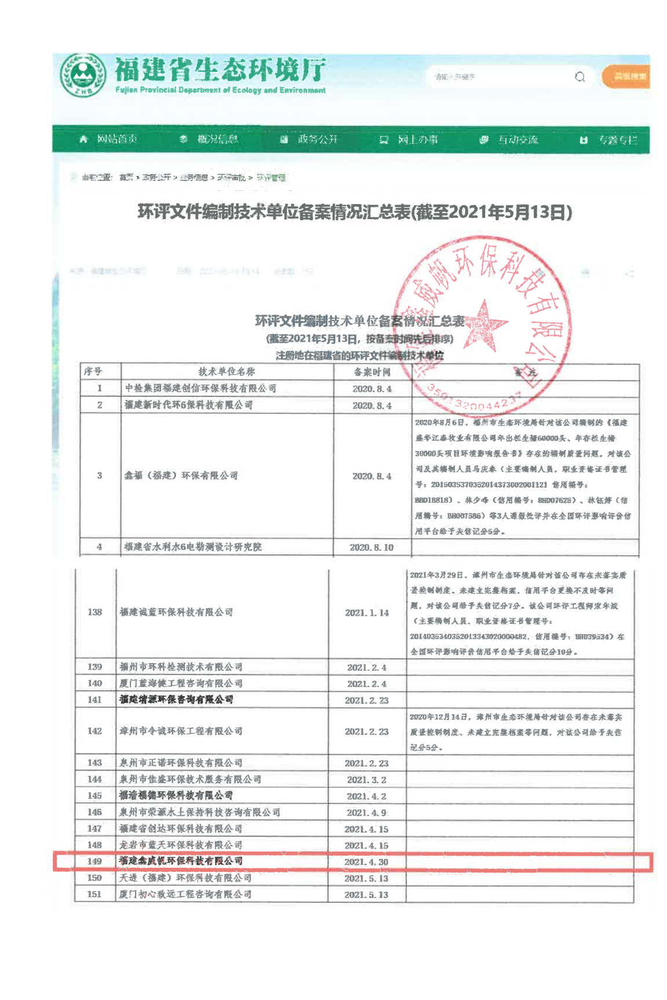 福建省生态环境厅
Fujian Provincial Department of Ecology and Environment
网站首页 概况信息 政务公开 网上办事 互动交流 专题专栏
当前位置: 首页 > 政务公开 > 业务信息 > 环评审批 > 环评管理
环评文件编制技术单位备案情况汇总表(截至2021年5月13日)
环评文件编制技术单位备案情况汇总表
(截至2021年5月13日, 按备案时间先后排序)
注册地在福建省的环评文件编制技术单位
福建鑫威帆环保科技有限公司
3501320044237
序号 技术单位名称 备案时间 备注
1 中检集团福建创信环保科技有限公司 2020.8.4
2 福建新时代环6保科技有限公司 2020.8.4
2020年8月6日，福州市生态环境局针对该公司编制的《福建
盛华江泰牧业有限公司年出栏生猪60000头、年存栏生猪
30000头项目环境影响报告书》存在的编制质量问题，对该公
司及其编制人员马庆春（主要编制人员，职业资格证书管理
3 鑫福（福建）环保有限公司 2020.8.4
号：2015035370352014373002001121 信用编号：
BH018818）、林少峰（信用编号：BH007625）、林钰婷（信
用编号：BH007586）等3人通报批评并在全国环评影响评价信
用平台给予失信记分5分。
4 福建省水利水6电勘测设计研究院 2020.8.10
2021年3月29日，漳州市生态环境局针对该公司存在未落实质
量控制制度、未建立完整档案，信用平台更换不及时等问
题，对该公司给予失信记分7分。该公司环评工程师宋年成
138 福建诚蓝环保科技有限公司 2021.1.14
（主要编制人员，职业资格证书管理号：
2014035340352013343020000482，信用编号：BH039534）在
全国环评影响评价信用平台给予失信记分10分。
139 福州市环科检测技术有限公司 2021.2.4
140 厦门蓝海健工程咨询有限公司 2021.2.4
141 福建靖源环保咨询有限公司 2021.2.23
2020年12月14日，漳州市生态环境局针对该公司存在未落实
142 漳州市令诚环保工程有限公司 2021.2.23
质量控制制度、未建立完整档案等问题，对该公司给予失信
记分5分。
143 泉州市正诺环保科技有限公司 2021.2.23
144 泉州市佳盛环保技术服务有限公司 2021.3.2
145 环保科技有限公司 2021.4.2
146 泉州市荣源水土保持科技咨询有限公司 2021.4.9
147 福建省创达环保科技有限公司 2021.4.15
148 龙岩市蓝天环保科技有限公司 2021.4.15
149 福建鑫威帆环保科技有限公司 2021.4.30
150 天进（福建）环保科技有限公司 2021.5.13
151 厦门初心致远工程咨询有限公司 2021.5.13